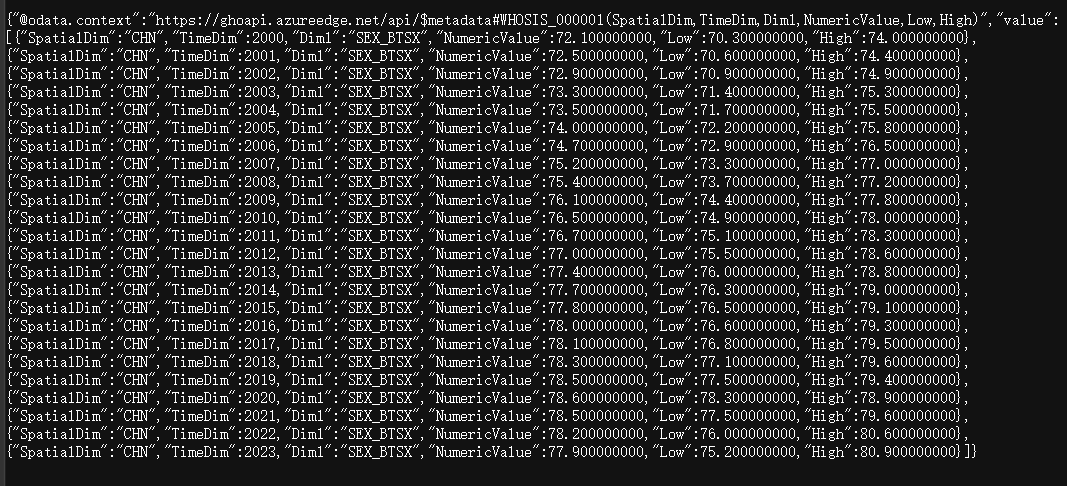 {"@odata.context":"https://ghoapi.azureedge.net/api/$metadata#WHOSIS_000001(SpatialDim,TimeDim,Dim1,NumericValue,Low,High)","value":
[{"SpatialDim":"CHN","TimeDim":2000,"Dim1":"SEX_BTSX","NumericValue":72.100000000,"Low":70.300000000,"High":74.000000000},
{"SpatialDim":"CHN","TimeDim":2001,"Dim1":"SEX_BTSX","NumericValue":72.500000000,"Low":70.600000000,"High":74.400000000},
{"SpatialDim":"CHN","TimeDim":2002,"Dim1":"SEX_BTSX","NumericValue":72.900000000,"Low":70.900000000,"High":74.900000000},
{"SpatialDim":"CHN","TimeDim":2003,"Dim1":"SEX_BTSX","NumericValue":73.300000000,"Low":71.400000000,"High":75.300000000},
{"SpatialDim":"CHN","TimeDim":2004,"Dim1":"SEX_BTSX","NumericValue":73.500000000,"Low":71.700000000,"High":75.500000000},
{"SpatialDim":"CHN","TimeDim":2005,"Dim1":"SEX_BTSX","NumericValue":74.000000000,"Low":72.200000000,"High":75.800000000},
{"SpatialDim":"CHN","TimeDim":2006,"Dim1":"SEX_BTSX","NumericValue":74.700000000,"Low":72.900000000,"High":76.500000000},
{"SpatialDim":"CHN","TimeDim":2007,"Dim1":"SEX_BTSX","NumericValue":75.200000000,"Low":73.300000000,"High":77.000000000},
{"SpatialDim":"CHN","TimeDim":2008,"Dim1":"SEX_BTSX","NumericValue":75.400000000,"Low":73.700000000,"High":77.200000000},
{"SpatialDim":"CHN","TimeDim":2009,"Dim1":"SEX_BTSX","NumericValue":76.100000000,"Low":74.400000000,"High":77.800000000},
{"SpatialDim":"CHN","TimeDim":2010,"Dim1":"SEX_BTSX","NumericValue":76.500000000,"Low":74.900000000,"High":78.000000000},
{"SpatialDim":"CHN","TimeDim":2011,"Dim1":"SEX_BTSX","NumericValue":76.700000000,"Low":75.100000000,"High":78.300000000},
{"SpatialDim":"CHN","TimeDim":2012,"Dim1":"SEX_BTSX","NumericValue":77.000000000,"Low":75.500000000,"High":78.600000000},
{"SpatialDim":"CHN","TimeDim":2013,"Dim1":"SEX_BTSX","NumericValue":77.400000000,"Low":76.000000000,"High":78.800000000},
{"SpatialDim":"CHN","TimeDim":2014,"Dim1":"SEX_BTSX","NumericValue":77.700000000,"Low":76.300000000,"High":79.000000000},
{"SpatialDim":"CHN","TimeDim":2015,"Dim1":"SEX_BTSX","NumericValue":77.800000000,"Low":76.500000000,"High":79.100000000},
{"SpatialDim":"CHN","TimeDim":2016,"Dim1":"SEX_BTSX","NumericValue":78.000000000,"Low":76.600000000,"High":79.300000000},
{"SpatialDim":"CHN","TimeDim":2017,"Dim1":"SEX_BTSX","NumericValue":78.100000000,"Low":76.800000000,"High":79.500000000},
{"SpatialDim":"CHN","TimeDim":2018,"Dim1":"SEX_BTSX","NumericValue":78.300000000,"Low":77.100000000,"High":79.600000000},
{"SpatialDim":"CHN","TimeDim":2019,"Dim1":"SEX_BTSX","NumericValue":78.500000000,"Low":77.500000000,"High":79.400000000},
{"SpatialDim":"CHN","TimeDim":2020,"Dim1":"SEX_BTSX","NumericValue":78.600000000,"Low":78.300000000,"High":78.900000000},
{"SpatialDim":"CHN","TimeDim":2021,"Dim1":"SEX_BTSX","NumericValue":78.500000000,"Low":77.500000000,"High":79.600000000},
{"SpatialDim":"CHN","TimeDim":2022,"Dim1":"SEX_BTSX","NumericValue":78.200000000,"Low":76.000000000,"High":80.600000000},
{"SpatialDim":"CHN","TimeDim":2023,"Dim1":"SEX_BTSX","NumericValue":77.900000000,"Low":75.200000000,"High":80.900000000}]}